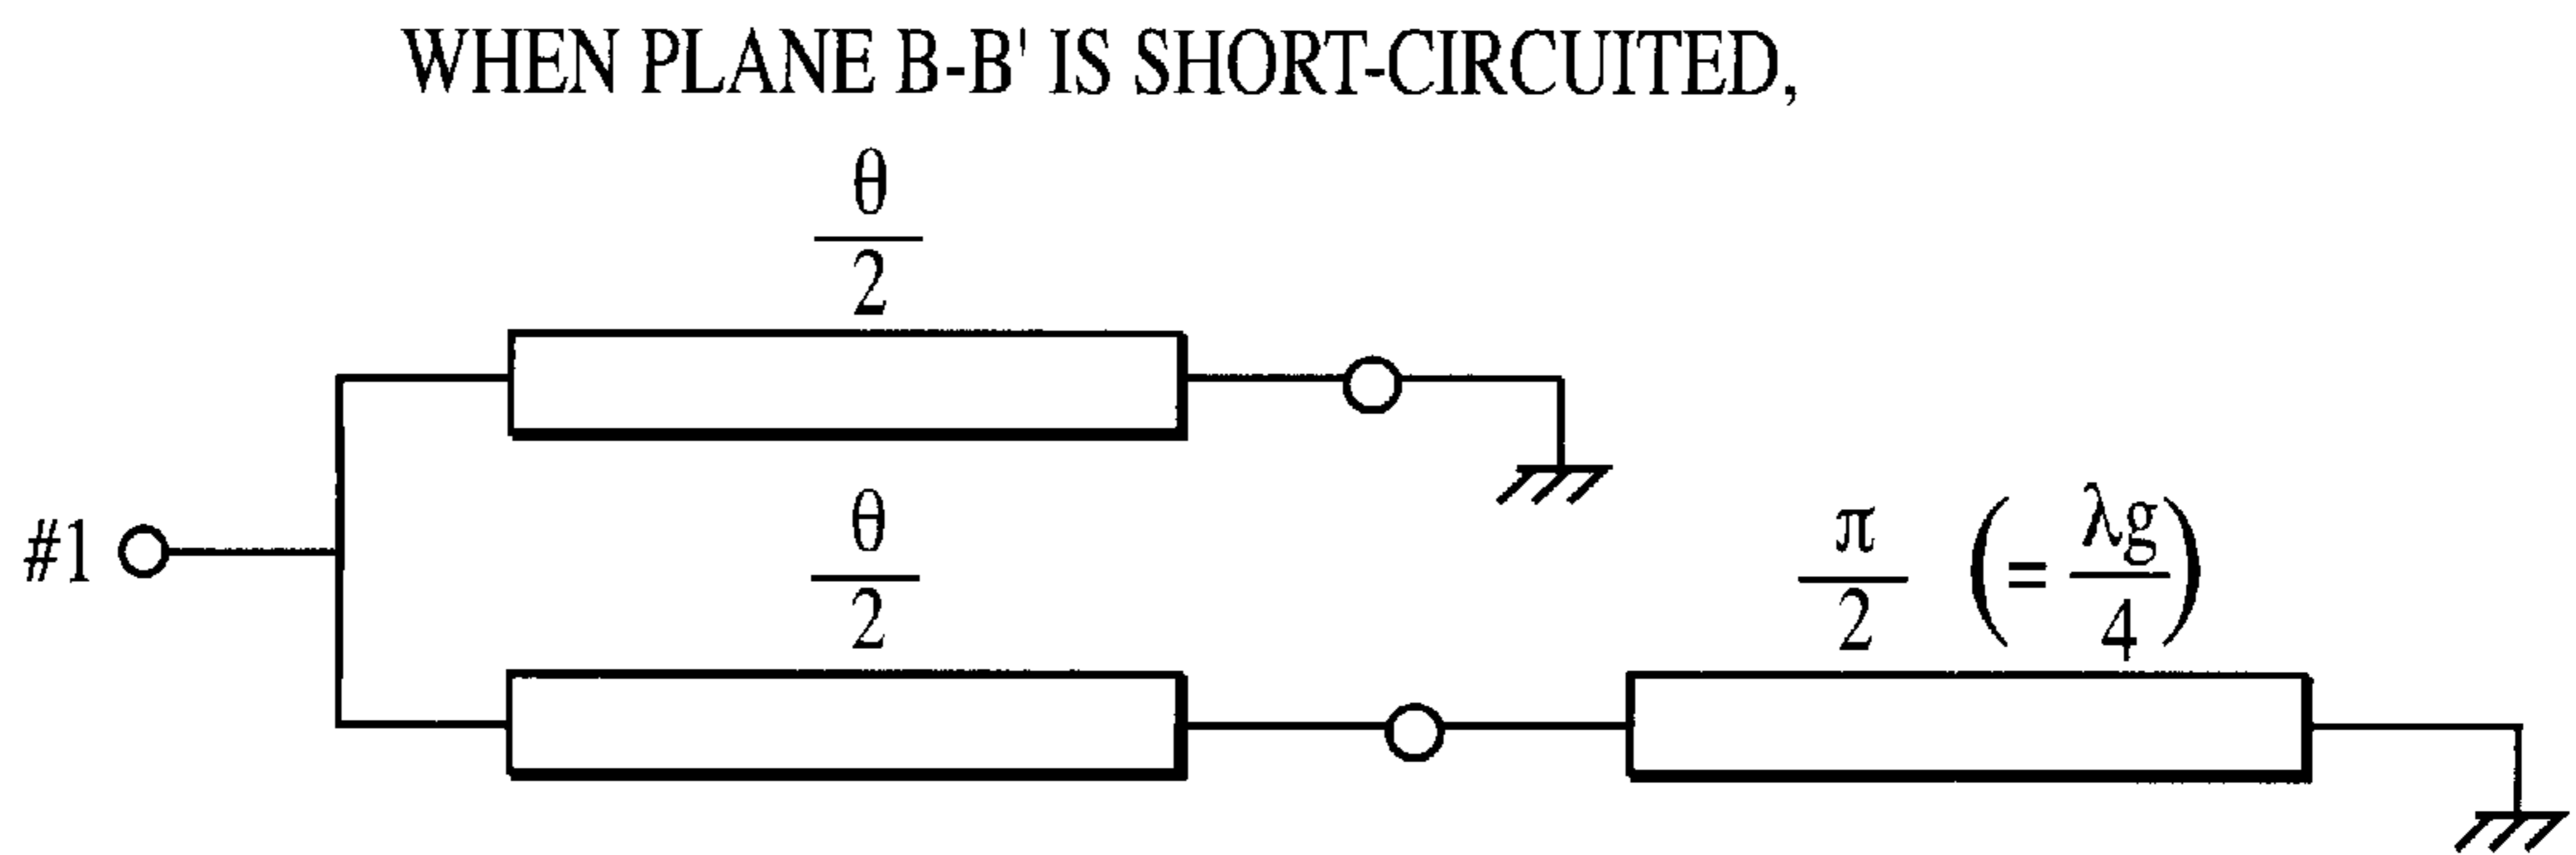 WHEN PLANE B-B' IS SHORT-CIRCUITED,
θ/2
#1
θ/2
π/2 (= λg/4)